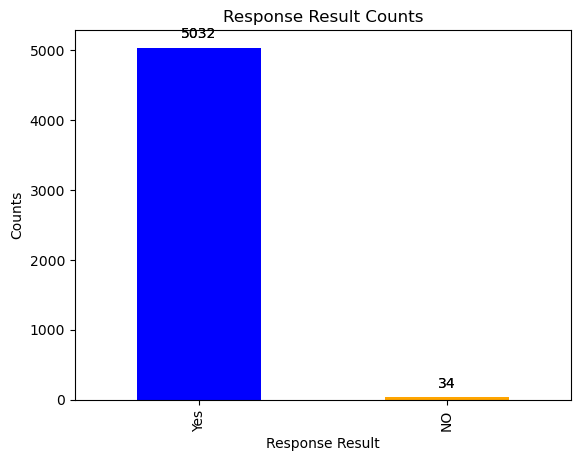 Response Result Counts
5032
5000
4000
3000
2000
1000
0
Counts
34
Yes
NO
Response Result